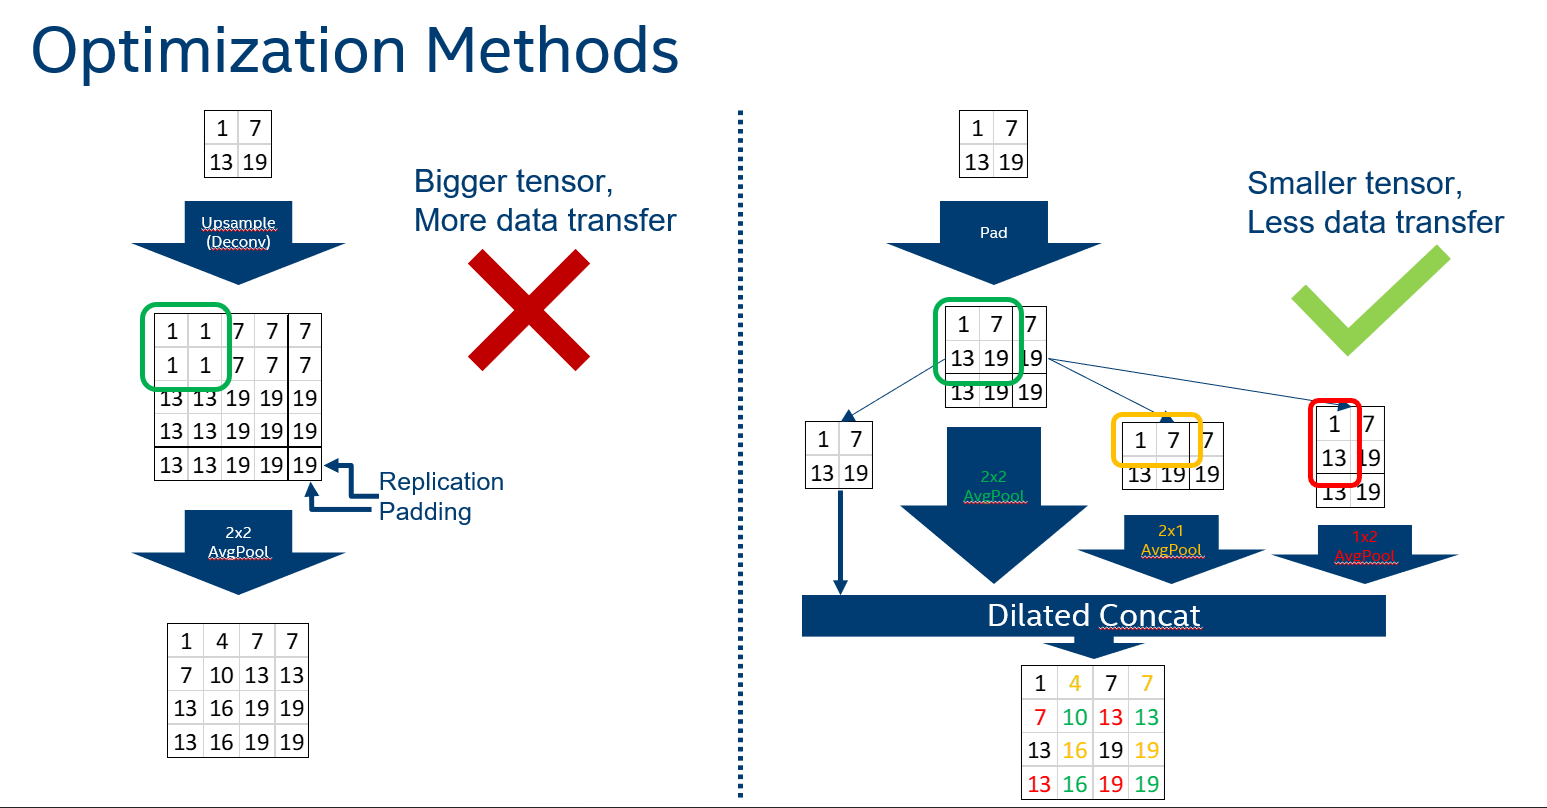 Optimization Methods
1 7
13 19
Upsample
(Deconv)
Bigger tensor,
More data transfer
1 1 7 7 7
1 1 7 7 7
13 13 19 19 19
13 13 19 19 19
13 13 19 19 19
Replication
Padding
2x2
AvgPool
1 4 7 7
7 10 13 13
13 16 19 19
13 16 19 19
1 7
13 19
Pad
Smaller tensor,
Less data transfer
1 7 7
13 19 19
13 19 19
1 7
13 19
2x2
AvgPool
1 7 7
13 19 19
2x1
AvgPool
1 7
13 19
13 19
1x2
AvgPool
Dilated Concat
1 4 7 7
7 10 13 13
13 16 19 19
13 16 19 19